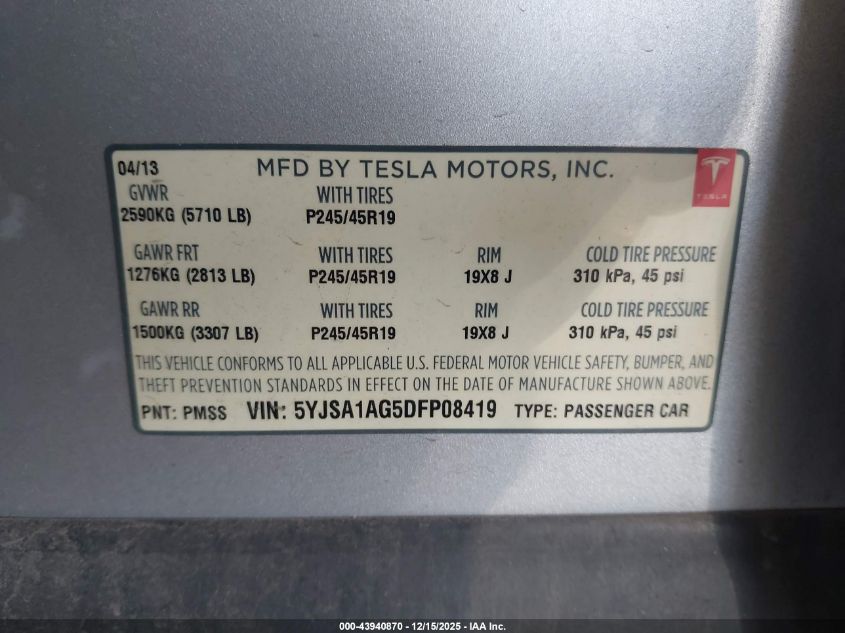 04/13 MFD BY TESLA MOTORS, INC.
TESLA
GVWR WITH TIRES
2590KG (5710 LB) P245/45R19
GAWR FRT WITH TIRES RIM COLD TIRE PRESSURE
1276KG (2813 LB) P245/45R19 19X8 J 310 kPa, 45 psi
GAWR RR WITH TIRES RIM COLD TIRE PRESSURE
1500KG (3307 LB) P245/45R19 19X8 J 310 kPa, 45 psi
THIS VEHICLE CONFORMS TO ALL APPLICABLE U.S. FEDERAL MOTOR VEHICLE SAFETY, BUMPER, AND
THEFT PREVENTION STANDARDS IN EFFECT ON THE DATE OF MANUFACTURE SHOWN ABOVE.
PNT: PMSS VIN: 5YJSA1AG5DFP08419 TYPE: PASSENGER CAR
000-43940870 - 12/15/2025 - IAA Inc.